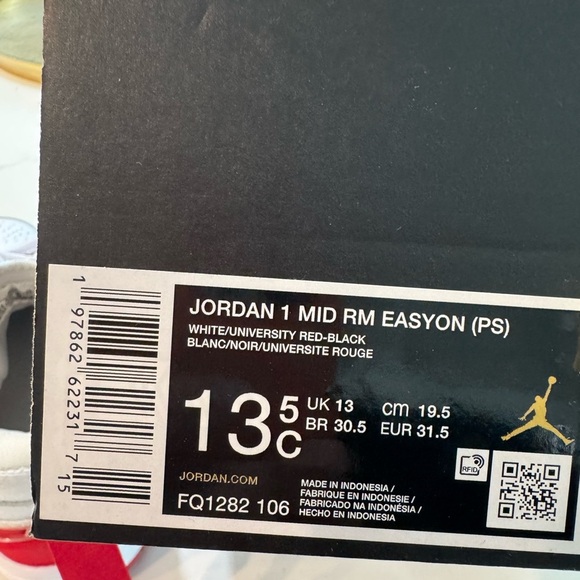 JORDAN 1 MID RM EASYON (PS)
WHITE/UNIVERSITY RED-BLACK
BLANC/NOIR/UNIVERSITE ROUGE
13 5 C
UK 13 cm 19.5
BR 30.5 EUR 31.5
RFID
JORDAN.COM
FQ1282 106
MADE IN INDONESIA /
FABRIQUE EN INDONESIE /
FABRICADO NA INDONÉSIA /
HECHO EN INDONESIA
1 97862 62231 7 15